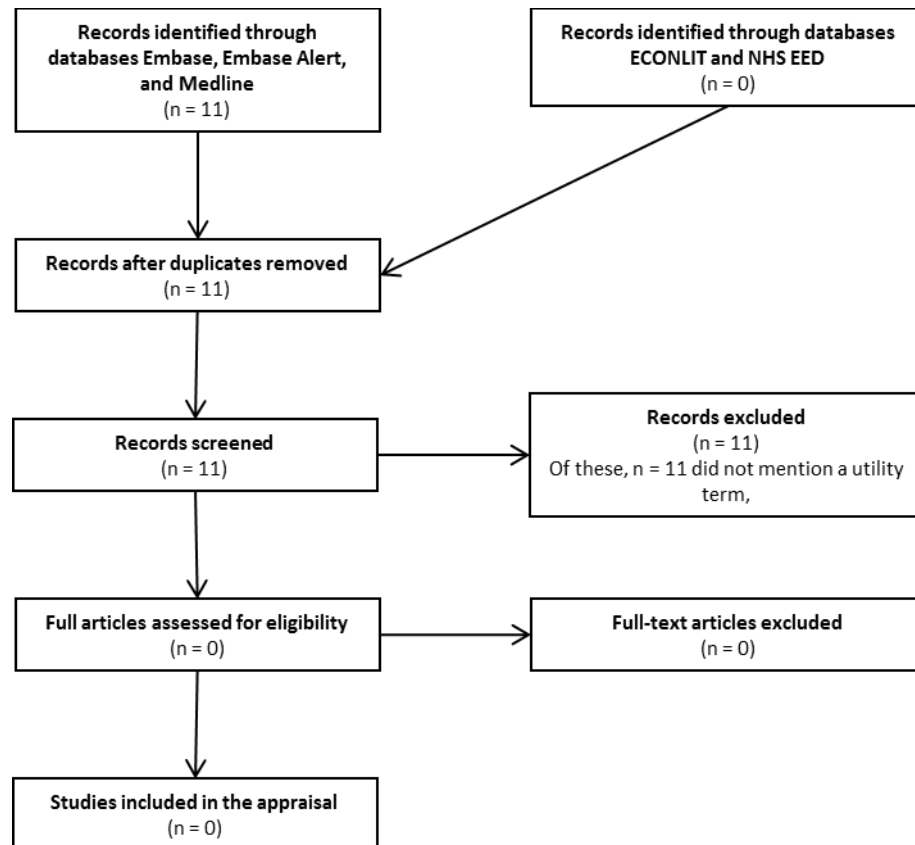 Records identified through
databases Embase, Embase Alert,
and Medline
(n = 11)
Records identified through databases
ECONLIT and NHS EED
(n = 0)
Records after duplicates removed
(n = 11)
Records screened
(n = 11)
Records excluded
(n = 11)
Of these, n = 11 did not mention a utility
term,
Full articles assessed for eligibility
(n = 0)
Full-text articles excluded
(n = 0)
Studies included in the appraisal
(n = 0)